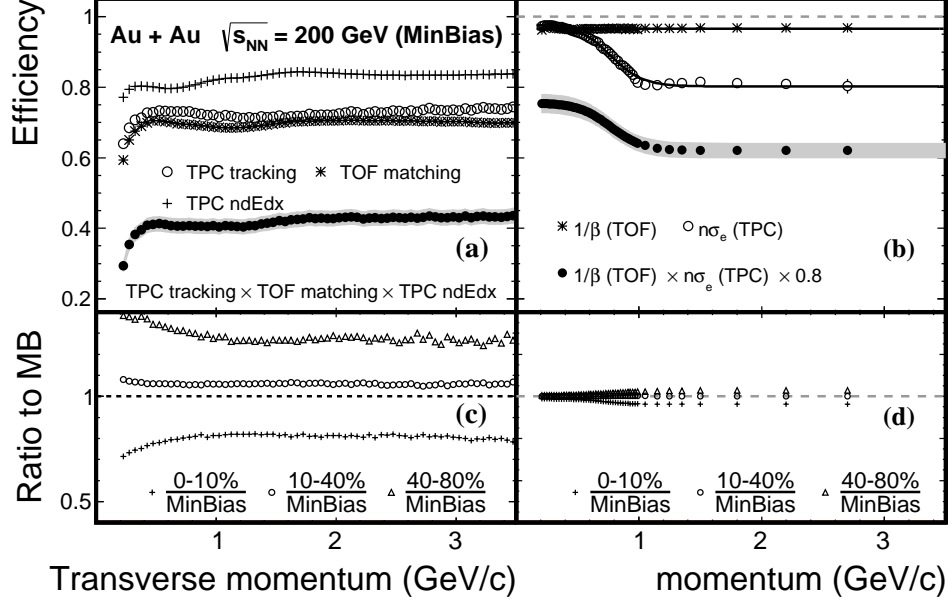 Efficiency
1
0.8
0.6
0.4
0.2
Au + Au √sNN = 200 GeV (MinBias)
TPC tracking
TOF matching
TPC ndEdx
(a)
TPC tracking × TOF matching × TPC ndEdx
1/β (TOF)
nσe (TPC)
(b)
1/β (TOF) × nσe (TPC) × 0.8
Ratio to MB
1
0.5
(c)
0-10%
MinBias
10-40%
MinBias
40-80%
MinBias
(d)
0-10%
MinBias
10-40%
MinBias
40-80%
MinBias
1 2 3
1 2 3
Transverse momentum (GeV/c)
momentum (GeV/c)